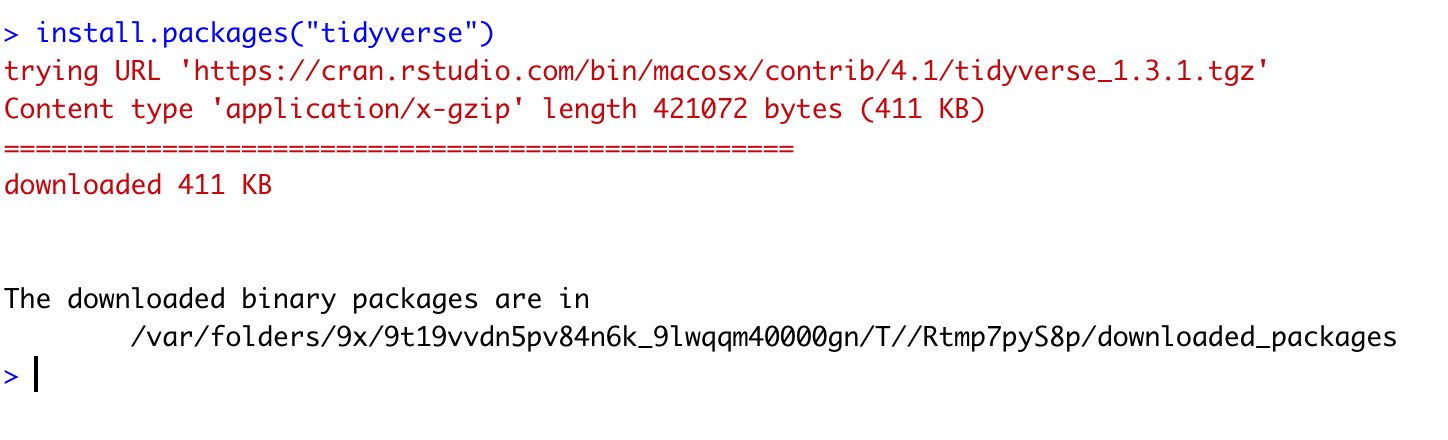 > install.packages("tidyverse")
trying URL 'https://cran.rstudio.com/bin/macosx/contrib/4.1/tidyverse_1.3.1.tgz'
Content type 'application/x-gzip' length 421072 bytes (411 KB)
==================================================
downloaded 411 KB
The downloaded binary packages are in
/var/folders/9x/9t19vvdn5pv84n6k_9lwqqm40000gn/T//Rtmp7pyS8p/downloaded_packages
>